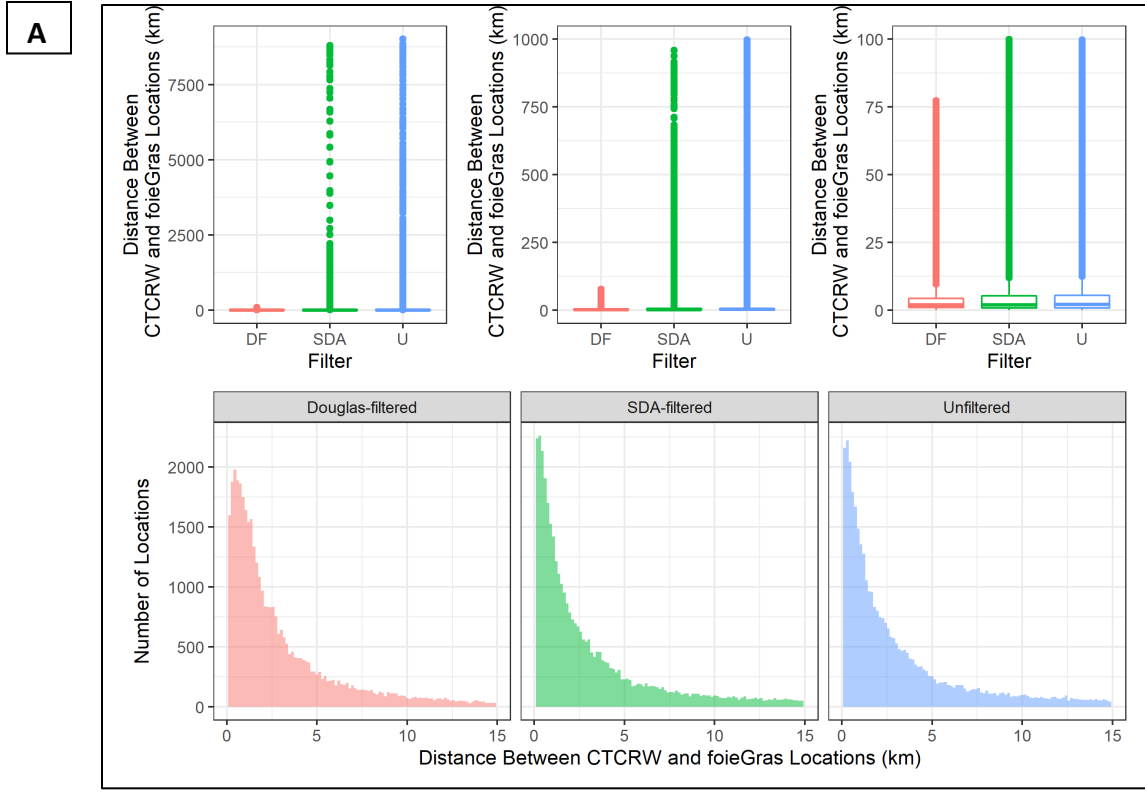 A
Distance Between
CTCRW and foieGras Locations (km)
7500
5000
2500
0
DF SDA U
Filter
Distance Between
CTCRW and foieGras Locations (km)
1000
750
500
250
0
DF SDA U
Filter
Distance Between
CTCRW and foieGras Locations (km)
100
75
50
25
0
DF SDA U
Filter
Douglas-filtered SDA-filtered Unfiltered
Number of Locations
2000
1500
1000
500
0
0 5 10 15 0 5 10 15 0 5 10 15
Distance Between CTCRW and foieGras Locations (km)